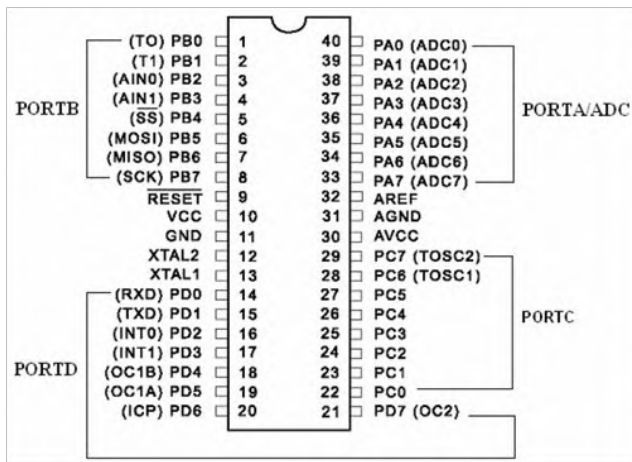 (TO) PB0 1 40 PA0 (ADC0)
(T1) PB1 2 39 PA1 (ADC1)
(AIN0) PB2 3 38 PA2 (ADC2)
(AIN1) PB3 4 37 PA3 (ADC3)
PORTB PORTA/ADC
(SS) PB4 5 36 PA4 (ADC4)
(MOSI) PB5 6 35 PA5 (ADC5)
(MISO) PB6 7 34 PA6 (ADC6)
(SCK) PB7 8 33 PA7 (ADC7)
RESET 9 32 AREF
VCC 10 31 AGND
GND 11 30 AVCC
XTAL2 12 29 PC7 (TOSC2)
XTAL1 13 28 PC6 (TOSC1)
(RXD) PD0 14 27 PC5
(TXD) PD1 15 26 PC4
PORTC
(INT0) PD2 16 25 PC3
(INT1) PD3 17 24 PC2
PORTD
(OC1B) PD4 18 23 PC1
(OC1A) PD5 19 22 PC0
(ICP) PD6 20 21 PD7 (OC2)